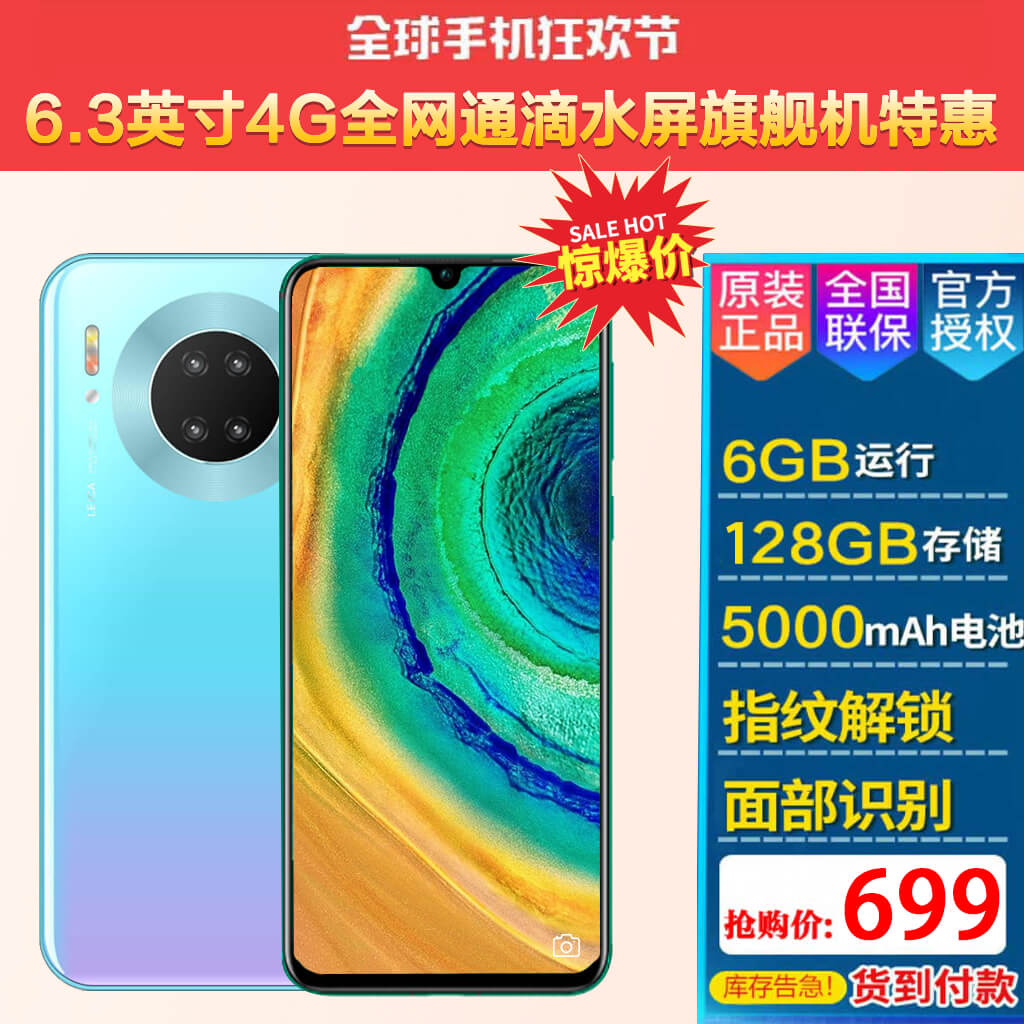 全球手机狂欢节
6.3英寸4G全网通滴水屏旗舰机特惠
SALE HOT
惊爆价
原装
正品
全国
联保
官方
授权
6GB运行
128GB存储
5000mAh电池
指纹解锁
面部识别
抢购价: 699
库存告急! 货到付款